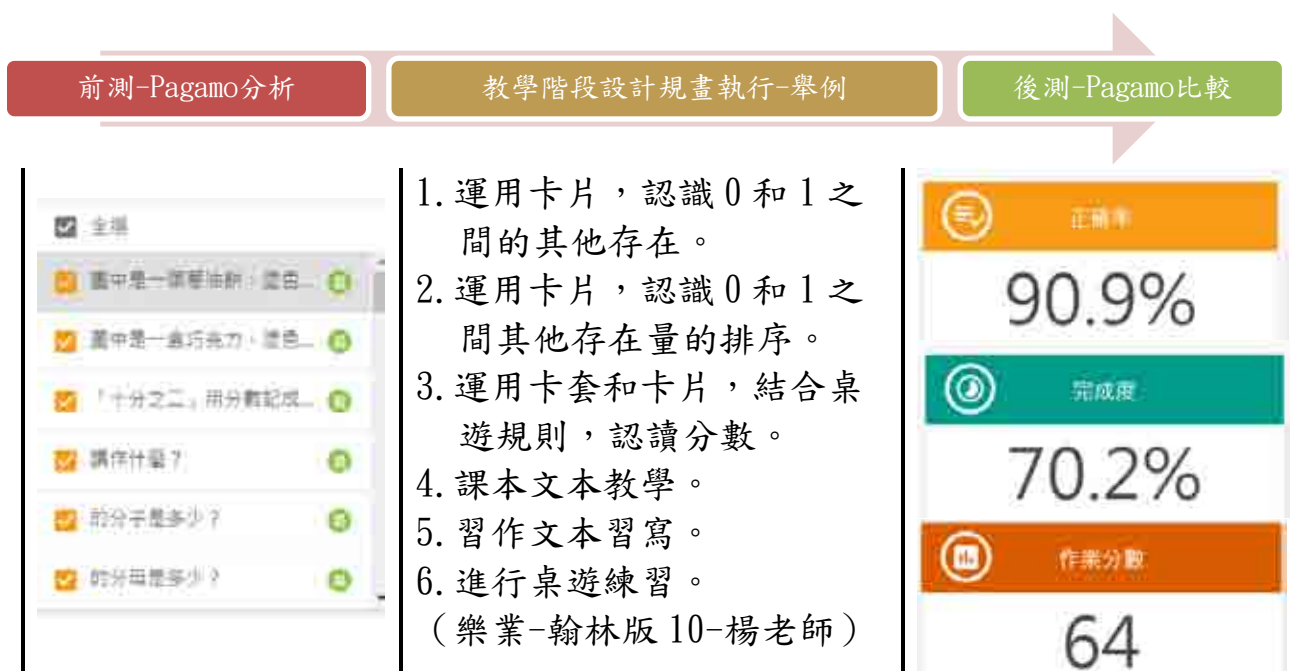 前測-Pagamo分析
教學階段設計規畫執行-舉例
後測-Pagamo比較
全選
圖中是一張蔥油餅，塗色...
圖中是一盒巧克力，塗色...
「十分之二」用分數記成...
讀作什麼？
的分子是多少？
的分母是多少？
1.運用卡片，認識0和1之
間的其他存在。
2.運用卡片，認識0和1之
間其他存在量的排序。
3.運用卡套和卡片，結合桌
遊規則，認讀分數。
4.課本文本教學。
5.習作文本習寫。
6.進行桌遊練習。
（樂業-翰林版10-楊老師）
正確率
90.9%
完成度
70.2%
作業分數
64